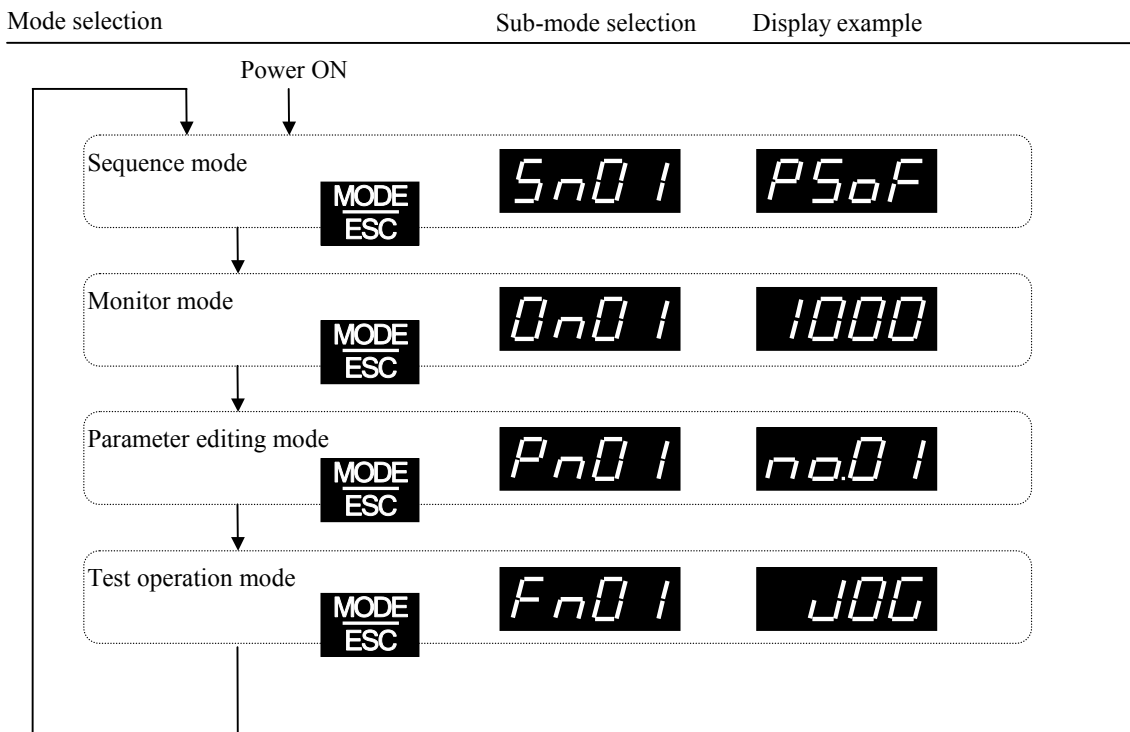 Mode selection Sub-mode selection Display example
Power ON
Sequence mode
MODE
ESC
Sn01 PSoF
Monitor mode
MODE
ESC
On01 1000
Parameter editing mode
MODE
ESC
Pn01 no.01
Test operation mode
MODE
ESC
Fn01 JOG